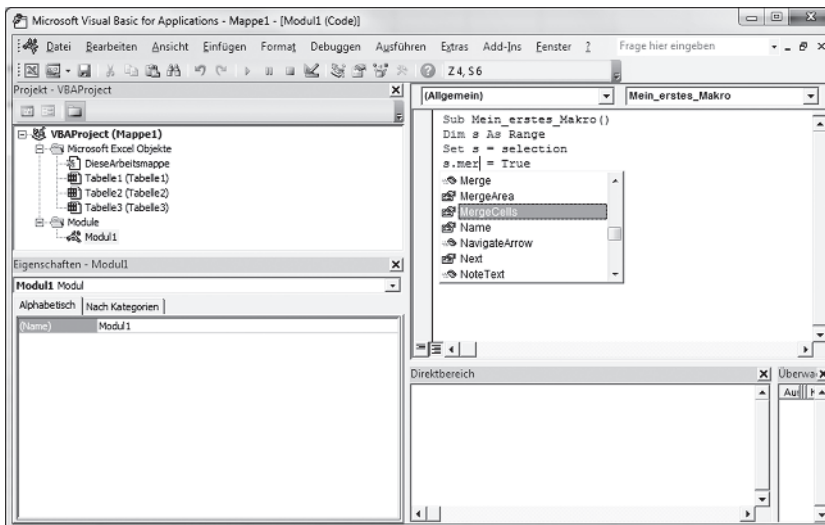 Microsoft Visual Basic for Applications - Mappe1 - [Modul1 (Code)]
Datei Bearbeiten Ansicht Einfügen Format Debuggen Ausführen Extras Add-Ins Fenster ? Frage hier eingeben
Z 4, S 6
Projekt - VBAProject
VBAProject (Mappe1)
Microsoft Excel Objekte
DieseArbeitsmappe
Tabelle1 (Tabelle1)
Tabelle2 (Tabelle2)
Tabelle3 (Tabelle3)
Module
Modul1
Eigenschaften - Modul1
Modul1 Modul
Alphabetisch Nach Kategorien
(Name) Modul1
(Allgemein) Mein_erstes_Makro
Sub Mein_erstes_Makro()
Dim s As Range
Set s = selection
s.mer = True
Merge
MergeArea
MergeCells
Name
NavigateArrow
Next
NoteText
Direktbereich
Überwa